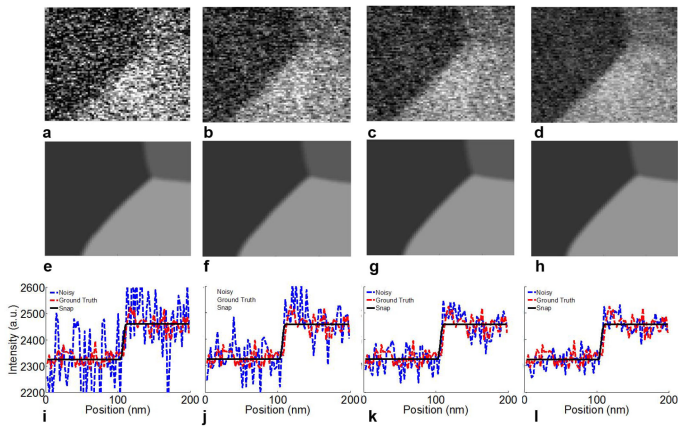 a b c d
e f g h
2600
2500
2400
2300
2200
Intensity (a.u.)
Noisy
Ground Truth
Snap
Noisy
Ground Truth
Snap
Noisy
Ground Truth
Snap
Noisy
Ground Truth
Snap
0 100 200
0 100 200
0 100 200
0 100 200
i Position (nm)
j Position (nm)
k Position (nm)
l Position (nm)